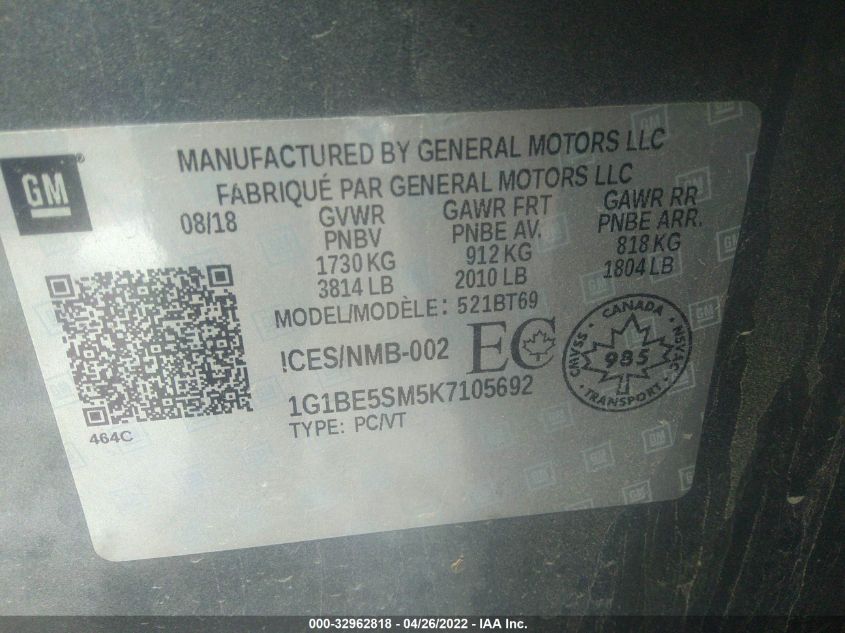 MANUFACTURED BY GENERAL MOTORS LLC
FABRIQUÉ PAR GENERAL MOTORS LLC
GM®
08/18 GVWR GAWR FRT GAWR RR
PNBV PNBE AV. PNBE ARR.
1730 KG 912 KG 818 KG
3814 LB 2010 LB 1804 LB
MODEL/MODÈLE: 521BT69
ICES/NMB-002 EC
CANADA
985
TRANSPORT
SVAC
NSVAC
1G1BE5SM5K7105692
464C
TYPE: PC/VT
000-32962818 - 04/26/2022 - IAA Inc.